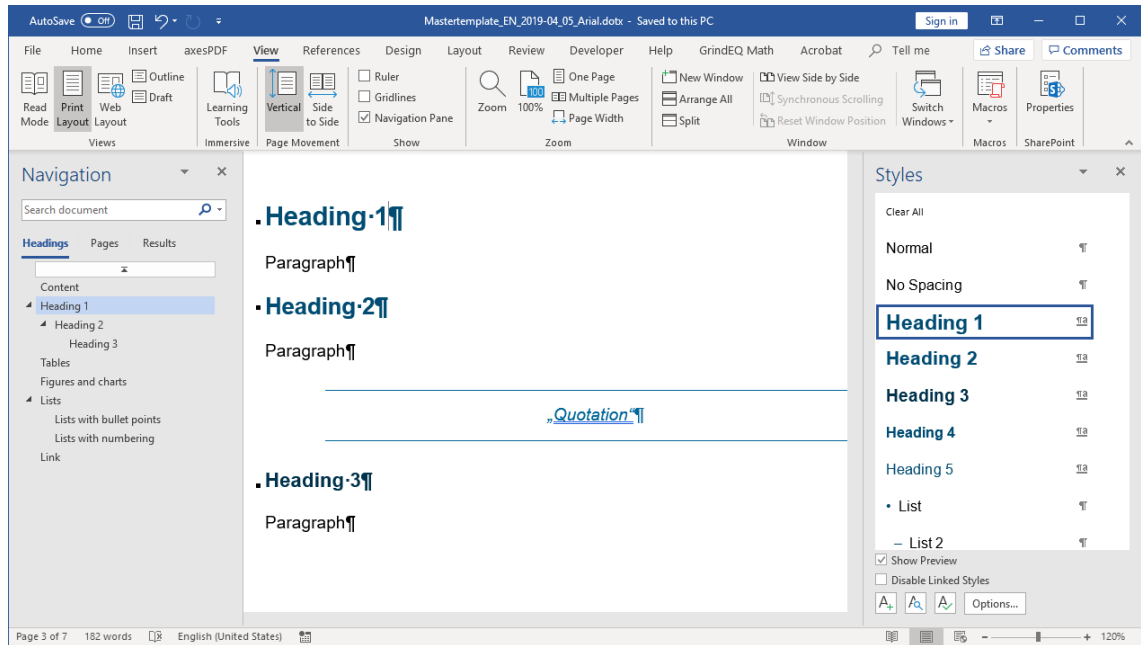 AutoSave Off Mastertemplate_EN_2019-04_05_Arial.dotx - Saved to this PC Sign in
File Home Insert axesPDF View References Design Layout Review Developer Help GrindEQ Math Acrobat Tell me Share Comments
Read Mode
Print Layout
Web Layout
Outline
Draft
Views
Learning Tools
Immersive
Vertical
Side to Side
Page Movement
Ruler
Gridlines
Navigation Pane
Show
Zoom
100
100%
One Page
Multiple Pages
Page Width
Zoom
New Window
Arrange All
Split
View Side by Side
Synchronous Scrolling
Reset Window Position
Switch Windows
Window
Macros
Macros
Properties
SharePoint
Navigation
Search document
Headings Pages Results
Content
Heading 1
Heading 2
Heading 3
Tables
Figures and charts
Lists
Lists with bullet points
Lists with numbering
Link
Heading·1¶
Paragraph¶
Heading·2¶
Paragraph¶
„Quotation“¶
Heading·3¶
Paragraph¶
Styles
Clear All
Normal ¶
No Spacing ¶
Heading 1 ¶a
Heading 2 ¶a
Heading 3 ¶a
Heading 4 ¶a
Heading 5 ¶a
• List ¶
– List 2 ¶
Show Preview
Disable Linked Styles
Options...
Page 3 of 7 182 words English (United States) 120%